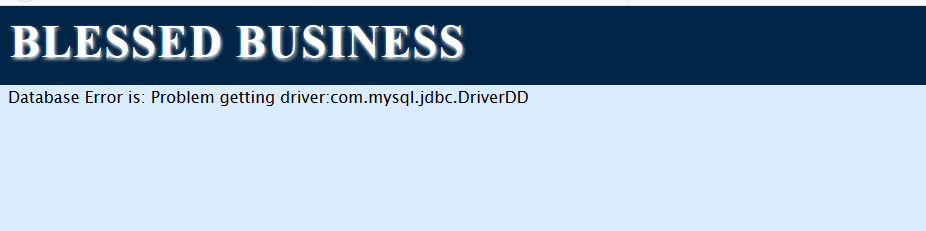 BLESSED BUSINESS
Database Error is: Problem getting driver:com.mysql.jdbc.DriverDD